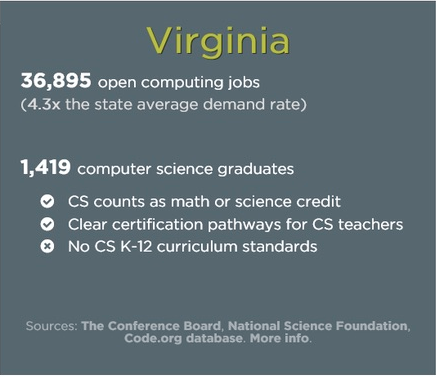 Virginia
36,895 open computing jobs
(4.3x the state average demand rate)
1,419 computer science graduates
CS counts as math or science credit
Clear certification pathways for CS teachers
No CS K-12 curriculum standards
Sources: The Conference Board, National Science Foundation,
Code.org database. More info.